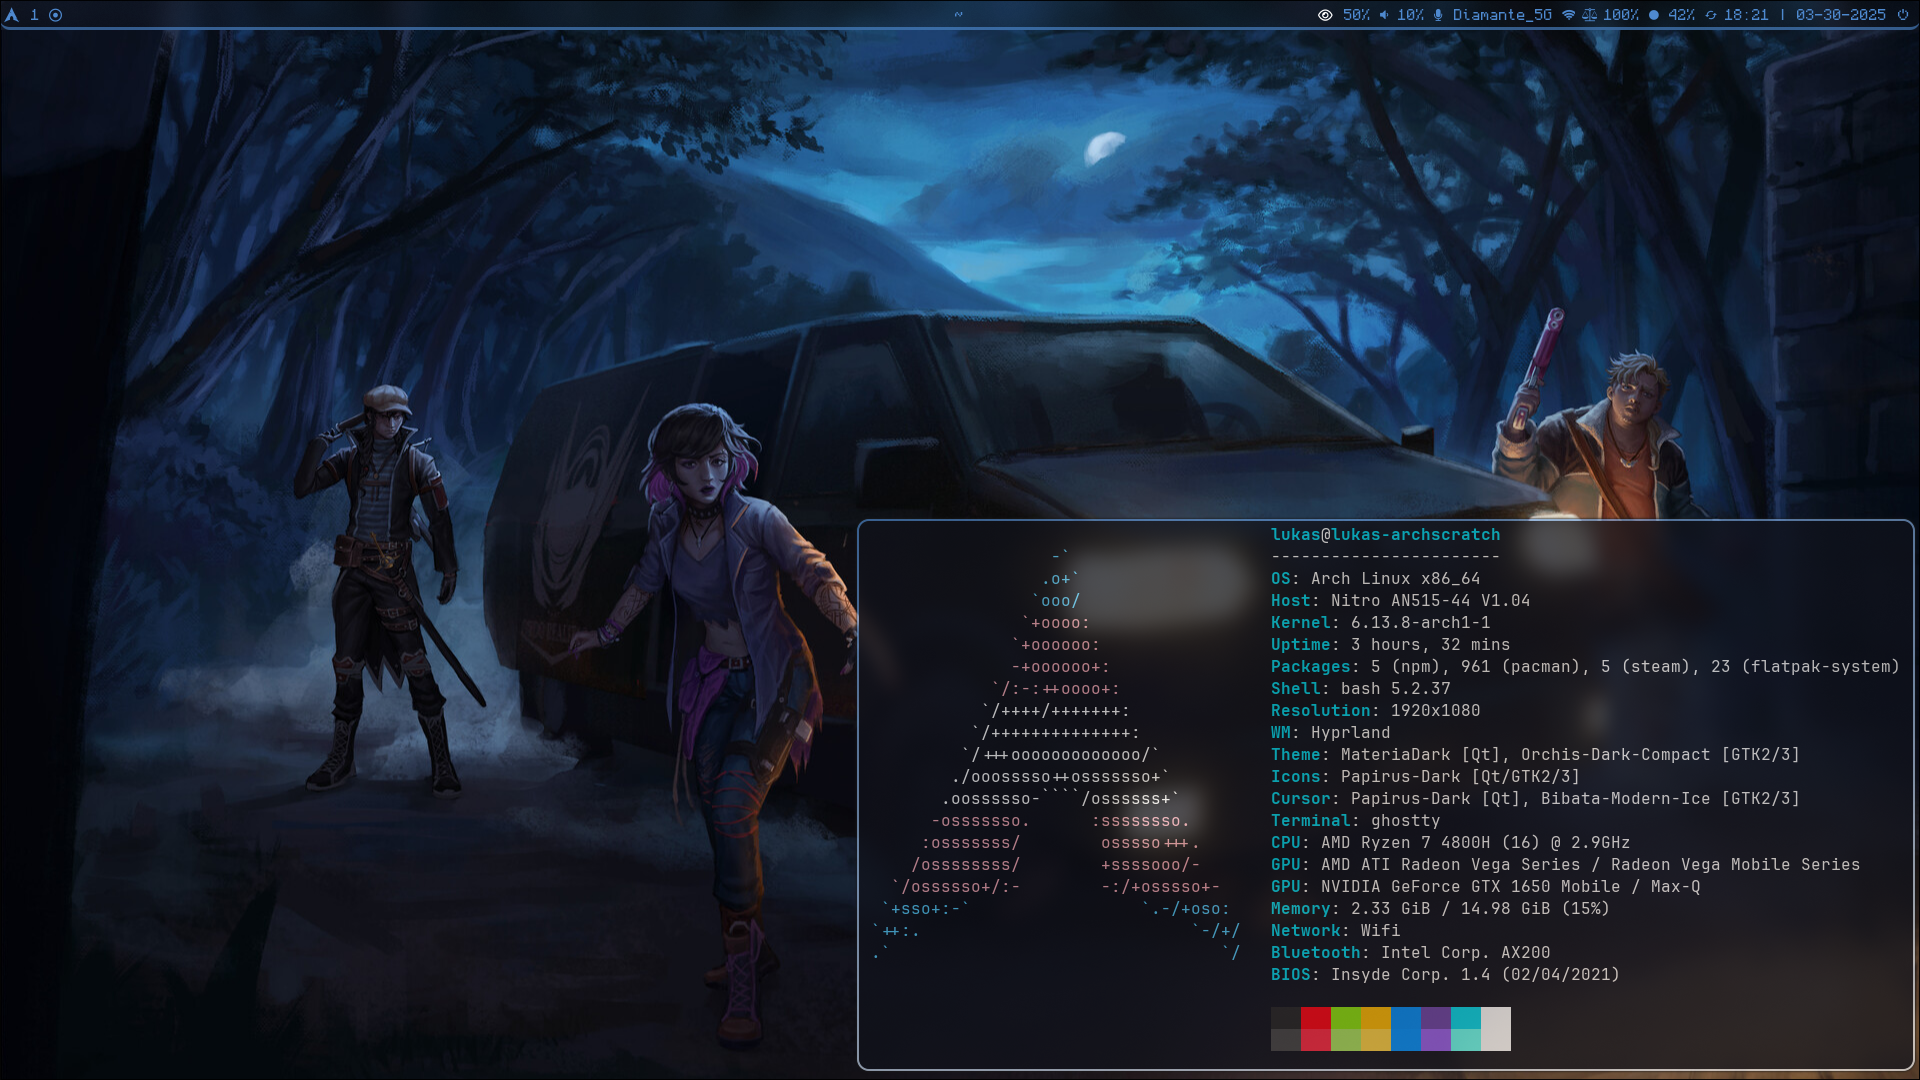 1
~
50% 10% Diamante_5G 100% 42% 18:21 | 03-30-2025
lukas@lukas-archscratch
-----------------------
OS: Arch Linux x86_64
Host: Nitro AN515-44 V1.04
Kernel: 6.13.8-arch1-1
Uptime: 3 hours, 32 mins
Packages: 5 (npm), 961 (pacman), 5 (steam), 23 (flatpak-system)
Shell: bash 5.2.37
Resolution: 1920x1080
WM: Hyprland
Theme: MateriaDark [Qt], Orchis-Dark-Compact [GTK2/3]
Icons: Papirus-Dark [Qt/GTK2/3]
Cursor: Papirus-Dark [Qt], Bibata-Modern-Ice [GTK2/3]
Terminal: ghostty
CPU: AMD Ryzen 7 4800H (16) @ 2.9GHz
GPU: AMD ATI Radeon Vega Series / Radeon Vega Mobile Series
GPU: NVIDIA GeForce GTX 1650 Mobile / Max-Q
Memory: 2.33 GiB / 14.98 GiB (15%)
Network: Wifi
Bluetooth: Intel Corp. AX200
BIOS: Insyde Corp. 1.4 (02/04/2021)